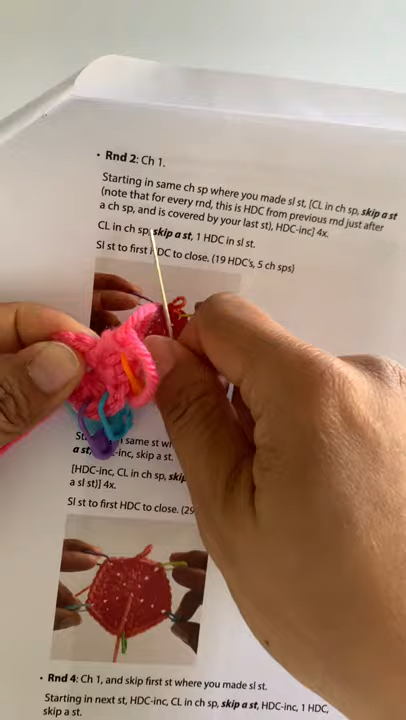 • Rnd 2: Ch 1.
Starting in same ch sp where you made sl st, [CL in ch sp, skip a st
(note that for every rnd, this is HDC from previous rnd just after
a ch sp, and is covered by your last st), HDC-inc] 4x.
CL in ch sp, skip a st, 1 HDC in sl st.
Sl st to first HDC to close. (19 HDC's, 5 ch sps)
same st
-inc, skip a st.
[HDC-inc, CL in ch sp,
a sl st)] 4x.
Sl st to first HDC to close. (29
• Rnd 4: Ch 1, and skip first st where you made sl st.
Starting in next st, HDC-inc, CL in ch sp, skip a st, HDC-inc, 1 HDC,
skip a st.